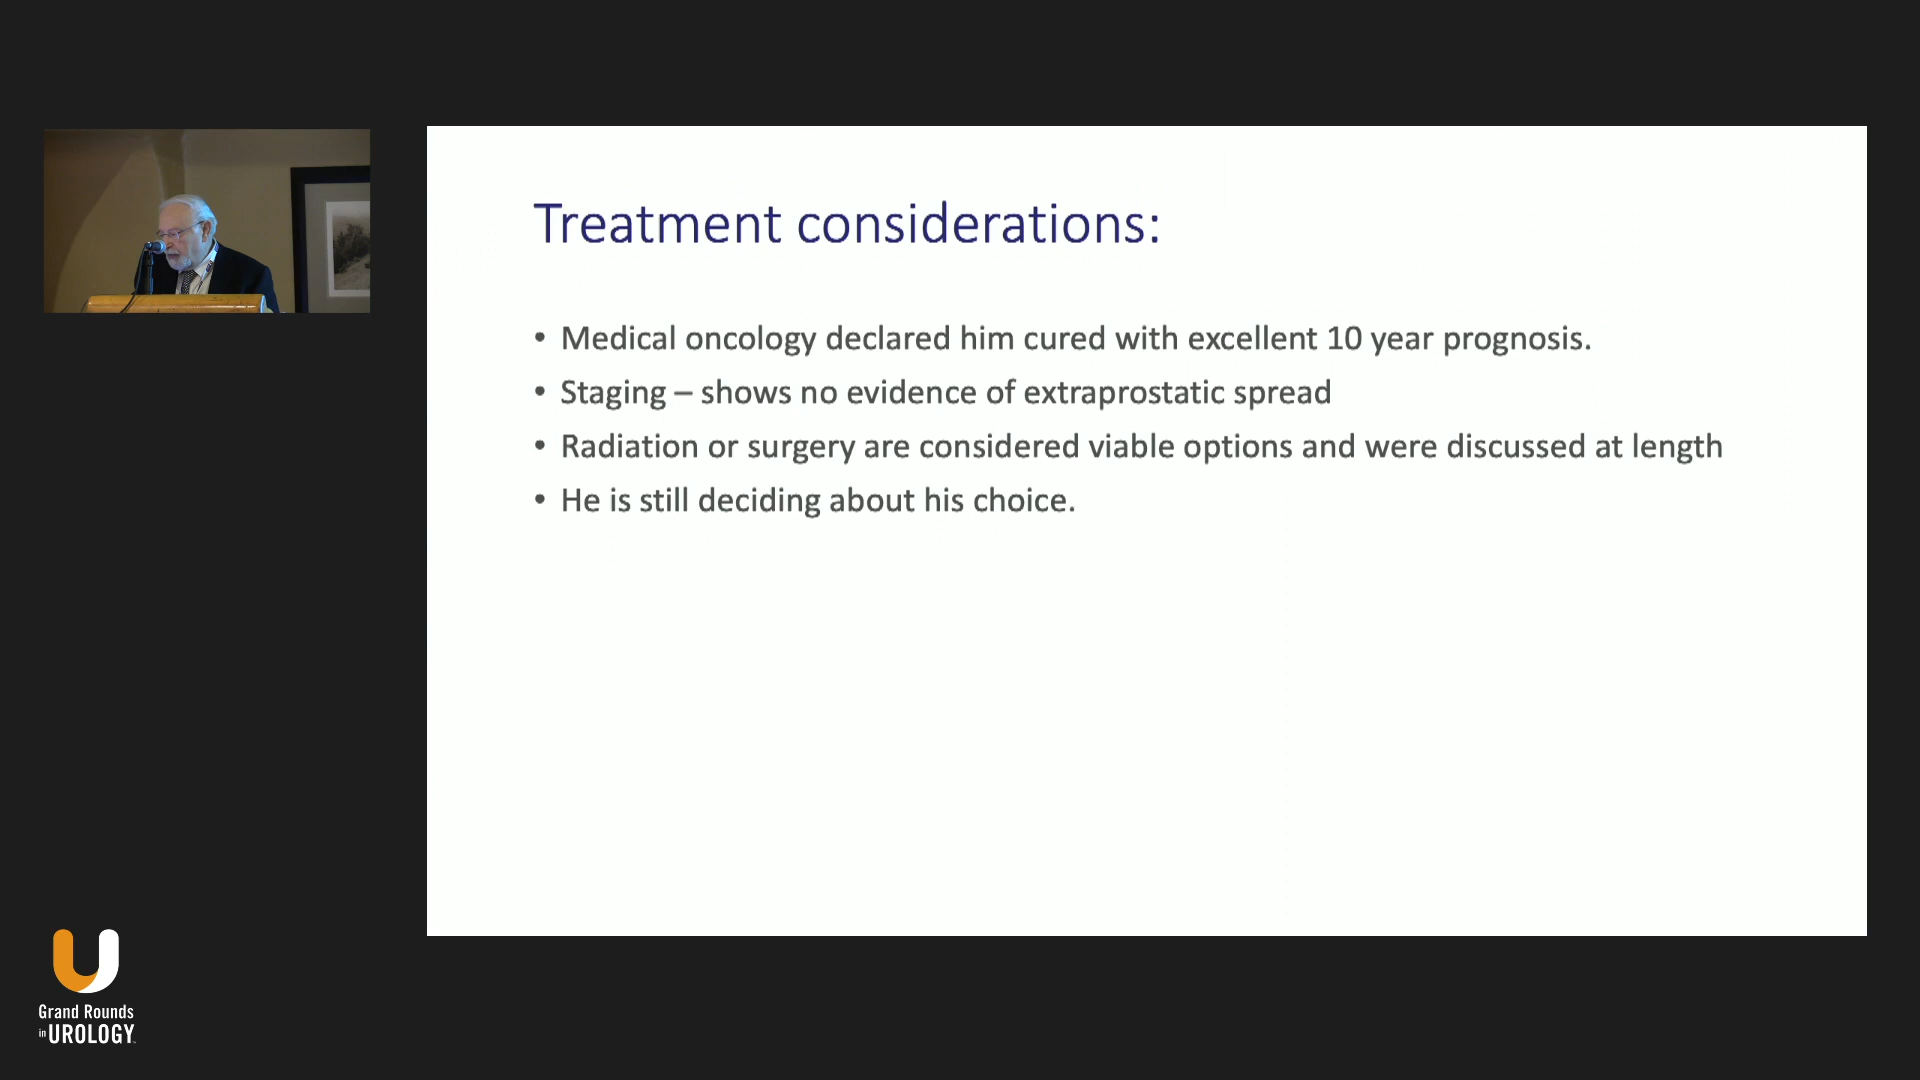 Treatment considerations:
• Medical oncology declared him cured with excellent 10 year prognosis.
• Staging – shows no evidence of extraprostatic spread
• Radiation or surgery are considered viable options and were discussed at length
• He is still deciding about his choice.
Grand Rounds
in UROLOGY